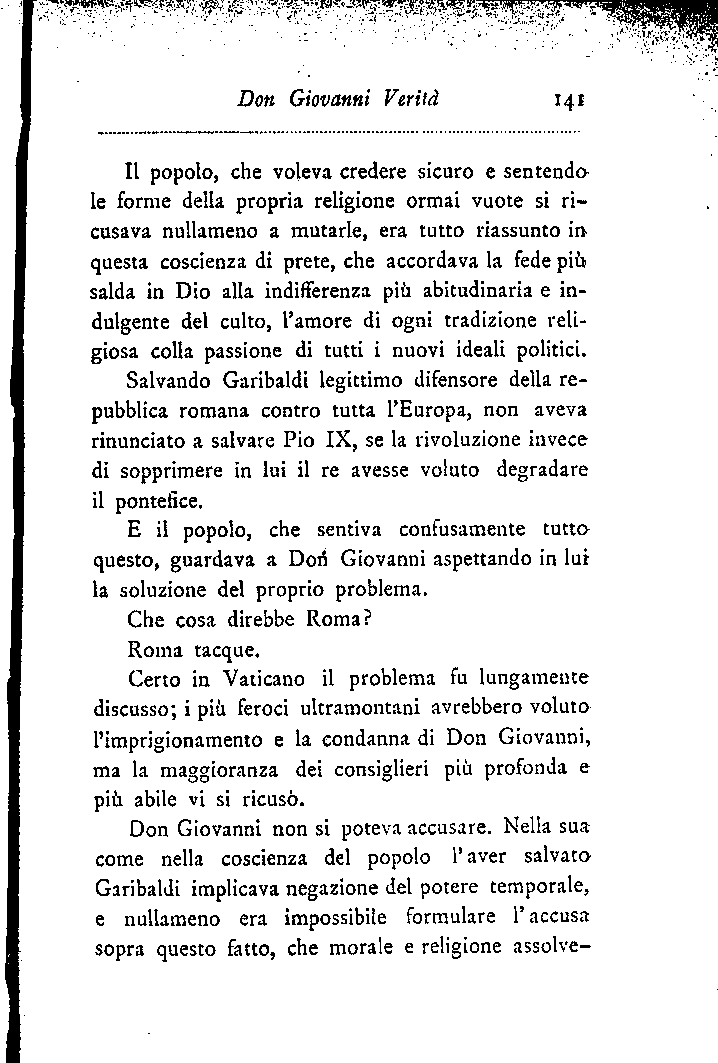 Don Giovanni Verità 141
Il popolo, che voleva credere sicuro e sentendo
le forme della propria religione ormai vuote si ri-
cusava nullameno a mutarle, era tutto riassunto in
questa coscienza di prete, che accordava la fede più
salda in Dio alla indifferenza più abitudinaria e in-
dulgente del culto, l'amore di ogni tradizione reli-
giosa colla passione di tutti i nuovi ideali politici.
Salvando Garibaldi legittimo difensore della re-
pubblica romana contro tutta l'Europa, non aveva
rinunciato a salvare Pio IX, se la rivoluzione invece
di sopprimere in lui il re avesse voluto degradare
il pontefice.
E il popolo, che sentiva confusamente tutto
questo, guardava a Don Giovanni aspettando in lui
la soluzione del proprio problema.
Che cosa direbbe Roma?
Roma tacque.
Certo in Vaticano il problema fu lungamente
discusso; i più feroci ultramontani avrebbero voluto
l'imprigionamento e la condanna di Don Giovanni,
ma la maggioranza dei consiglieri più profonda e
più abile vi si ricusò.
Don Giovanni non si poteva accusare. Nella sua
come nella coscienza del popolo l'aver salvato
Garibaldi implicava negazione del potere temporale,
e nullameno era impossibile formulare l'accusa
sopra questo fatto, che morale e religione assolve-